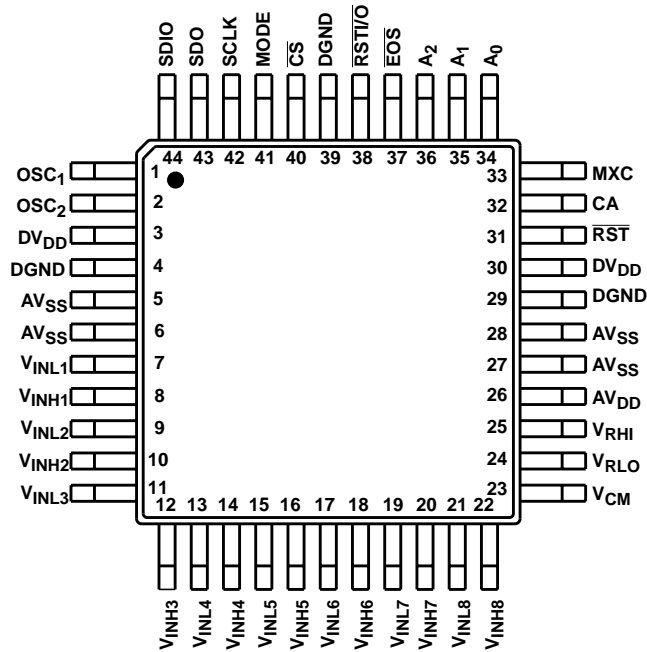 SDIO
SDO
SCLK
MODE
CS
DGND
RSTI/O
EOS
A2
A1
A0
44
43
42
41
40
39
38
37
36
35
34
OSC1
1
33
MXC
OSC2
2
32
CA
DVDD
3
31
RST
DGND
4
30
DVDD
AVSS
5
29
DGND
AVSS
6
28
AVSS
VINL1
7
27
AVSS
VINH1
8
26
AVDD
VINL2
9
25
VRHI
VINH2
10
24
VRLO
VINL3
11
23
VCM
12
13
14
15
16
17
18
19
20
21
22
VINH3
VINL4
VINH4
VINL5
VINH5
VINL6
VINH6
VINL7
VINH7
VINL8
VINH8